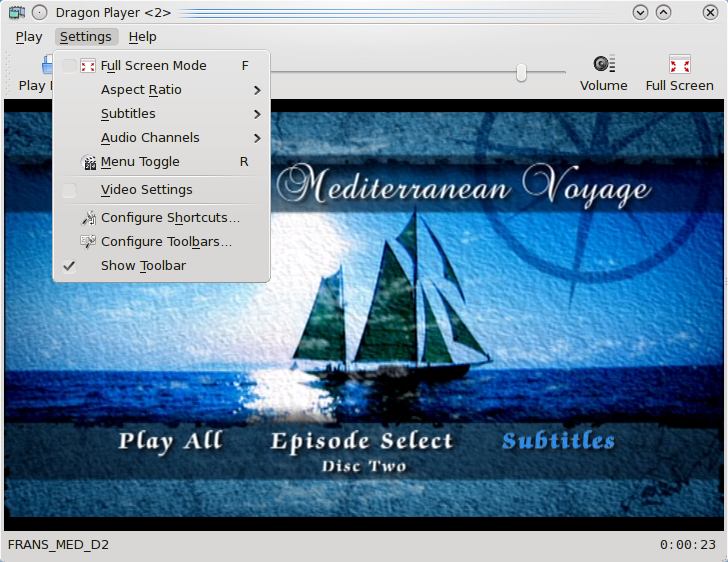 Dragon Player <2>
Play Settings Help
Full Screen Mode F
Aspect Ratio
Subtitles
Audio Channels
Menu Toggle R
Video Settings
Configure Shortcuts...
Configure Toolbars...
Show Toolbar
Play
Volume
Full Screen
Mediterranean Voyage
Play All
Episode Select
Subtitles
Disc Two
FRANS_MED_D2
0:00:23